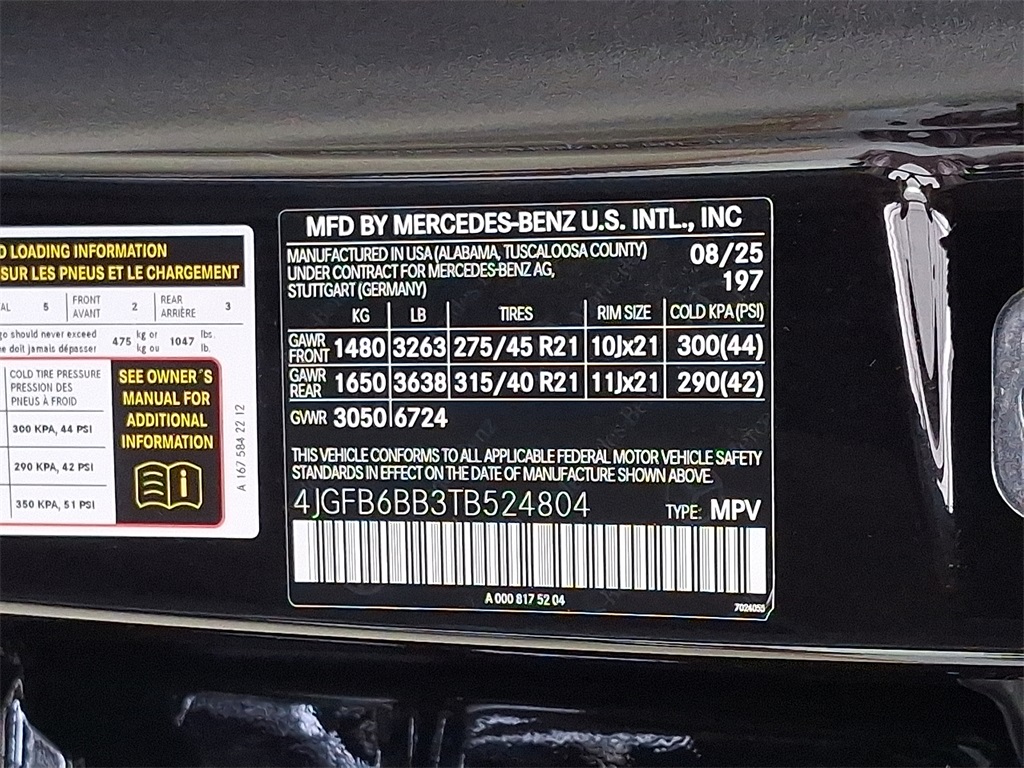 D LOADING INFORMATION
SUR LES PNEUS ET LE CHARGEMENT
AL 5 FRONT AVANT 2 REAR ARRIÈRE 3
go should never exceed 475 kg or 1047 lbs.
e doit jamais dépasser kg ou lb.
COLD TIRE PRESSURE
PRESSION DES
PNEUS À FROID
300 KPA, 44 PSI
290 KPA, 42 PSI
350 KPA, 51 PSI
SEE OWNER´S
MANUAL FOR
ADDITIONAL
INFORMATION
A 167 584 22 12
MFD BY MERCEDES-BENZ U.S. INTL., INC
MANUFACTURED IN USA (ALABAMA, TUSCALOOSA COUNTY) 08/25
UNDER CONTRACT FOR MERCEDES-BENZ AG, 197
STUTTGART (GERMANY)
KG LB TIRES RIM SIZE COLD KPA (PSI)
GAWR FRONT 1480 3263 275/45 R21 10Jx21 300(44)
GAWR REAR 1650 3638 315/40 R21 11Jx21 290(42)
GVWR 3050 6724
THIS VEHICLE CONFORMS TO ALL APPLICABLE FEDERAL MOTOR VEHICLE SAFETY
STANDARDS IN EFFECT ON THE DATE OF MANUFACTURE SHOWN ABOVE.
4JGFB6BB3TB524804 TYPE: MPV
A 000 817 52 04
7024055